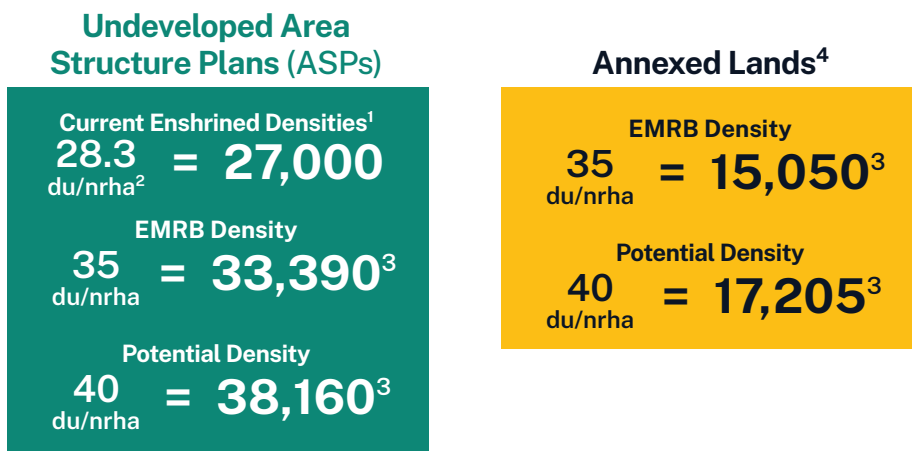 Undeveloped Area
Structure Plans (ASPs)
Current Enshrined Densities¹
28.3
du/nrha²
= 27,000
EMRB Density
35
du/nrha
= 33,390³
Potential Density
40
du/nrha
= 38,160³
Annexed Lands⁴
EMRB Density
35
du/nrha
= 15,050³
Potential Density
40
du/nrha
= 17,205³